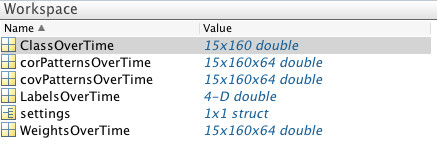 Workspace
Name Value
ClassOverTime 15x160 double
corPatternsOverTime 15x160x64 double
covPatternsOverTime 15x160x64 double
LabelsOverTime 4-D double
settings 1x1 struct
WeightsOverTime 15x160x64 double